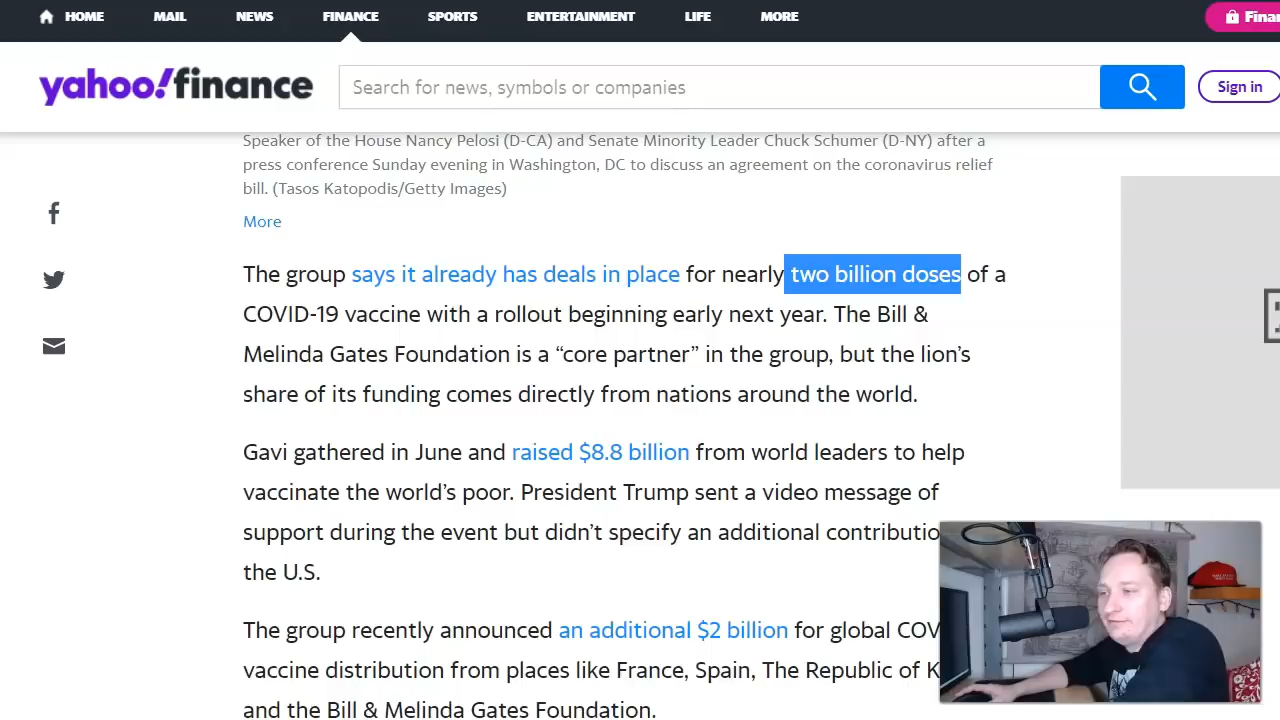 HOME MAIL NEWS FINANCE SPORTS ENTERTAINMENT LIFE MORE
yahoo!finance Search for news, symbols or companies Sign in
Speaker of the House Nancy Pelosi (D-CA) and Senate Minority Leader Chuck Schumer (D-NY) after a
press conference Sunday evening in Washington, DC to discuss an agreement on the coronavirus relief
bill. (Tasos Katopodis/Getty Images)
More
The group says it already has deals in place for nearly two billion doses of a
COVID-19 vaccine with a rollout beginning early next year. The Bill &
Melinda Gates Foundation is a “core partner” in the group, but the lion’s
share of its funding comes directly from nations around the world.
Gavi gathered in June and raised $8.8 billion from world leaders to help
vaccinate the world’s poor. President Trump sent a video message of
support during the event but didn’t specify an additional
the U.S.
The group recently announced an additional $2 billion for global
vaccine distribution from places like France, Spain, The Republic of
and the Bill & Melinda Gates Foundation.